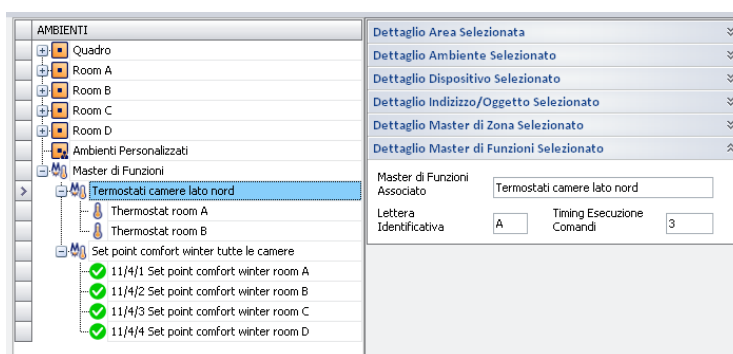 AMBIENTI
Quadro
Room A
Room B
Room C
Room D
Ambienti Personalizzati
Master di Funzioni
Termostati camere lato nord
Thermostat room A
Thermostat room B
Set point comfort winter tutte le camere
11/4/1 Set point comfort winter room A
11/4/2 Set point comfort winter room B
11/4/3 Set point comfort winter room C
11/4/4 Set point comfort winter room D
Dettaglio Area Selezionata
Dettaglio Ambiente Selezionato
Dettaglio Dispositivo Selezionato
Dettaglio Indizizzo/Oggetto Selezionato
Dettaglio Master di Zona Selezionato
Dettaglio Master di Funzioni Selezionato
Master di Funzioni
Associato
Termostati camere lato nord
Lettera
Identificativa
A
Timing Esecuzione
Comandi
3